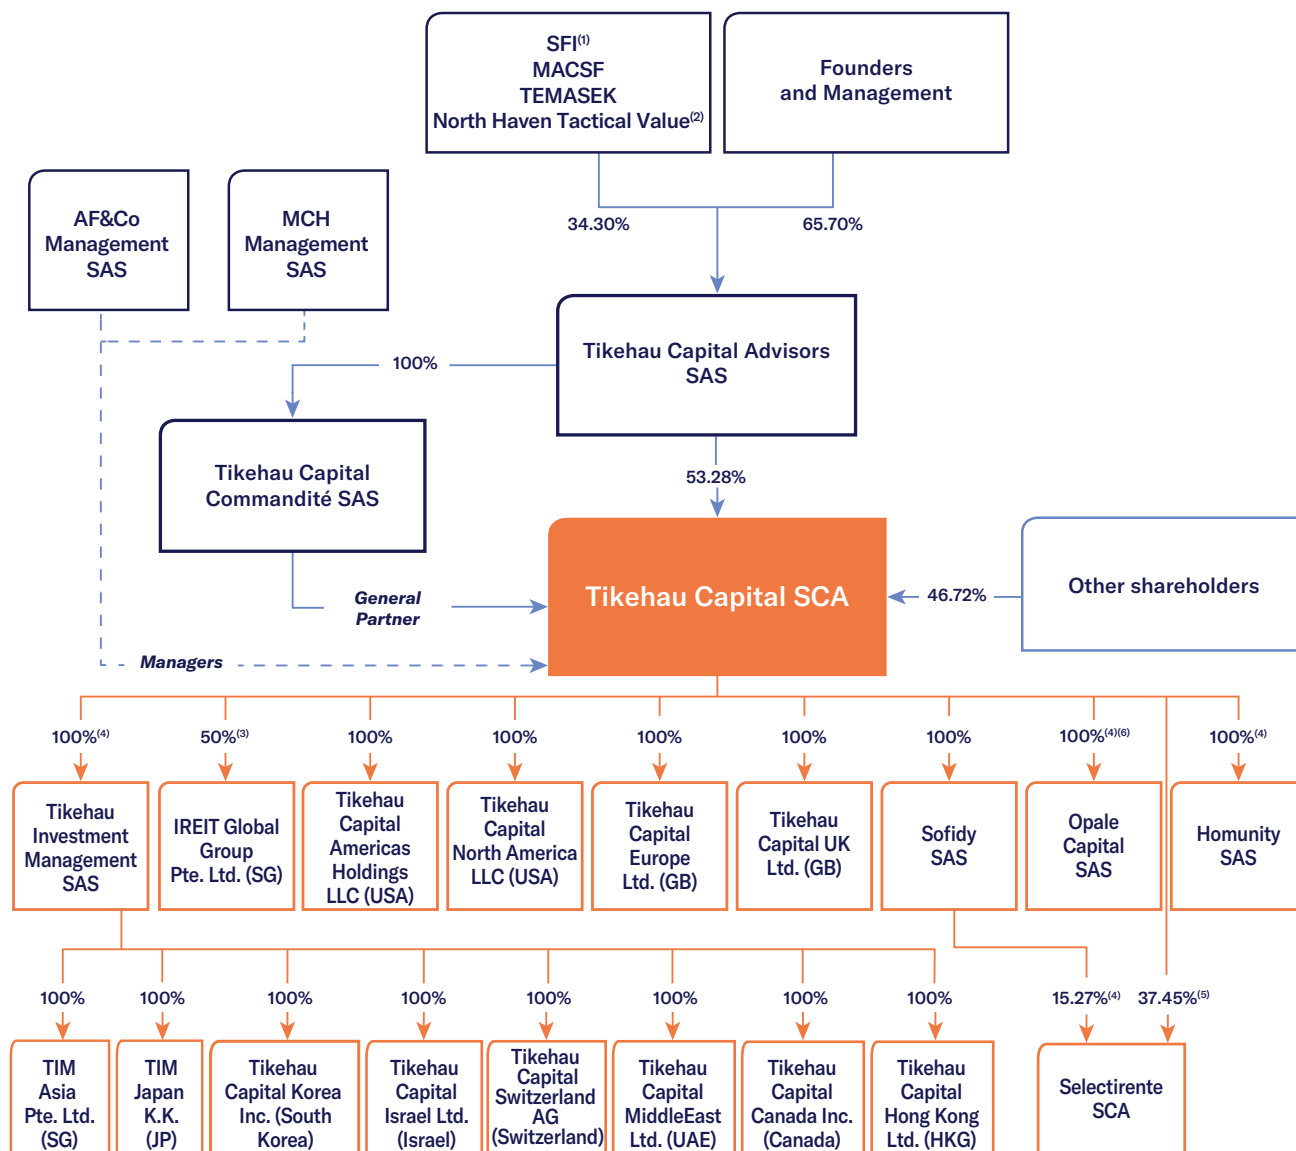 SFI(1)
MACSF
TEMASEK
North Haven Tactical Value(2)
Founders
and Management
AF&Co
Management
SAS
MCH
Management
SAS
34.30%
65.70%
Tikehau Capital Advisors
SAS
100%
Tikehau Capital
Commandité SAS
53.28%
Tikehau Capital SCA
46.72%
Other shareholders
General
Partner
Managers
100%(4)
50%(3)
100%
100%
100%
100%
100%
100%(4)(6)
100%(4)
Tikehau
Investment
Management
SAS
IREIT Global
Group
Pte. Ltd. (SG)
Tikehau
Capital
Americas
Holdings
LLC (USA)
Tikehau
Capital
North America
LLC (USA)
Tikehau
Capital
Europe
Ltd. (GB)
Tikehau
Capital UK
Ltd. (GB)
Sofidy
SAS
Opale
Capital
SAS
Homunity
SAS
100%
100%
100%
100%
100%
100%
100%
100%
15.27%(4)
37.45%(5)
TIM
Asia
Pte. Ltd.
(SG)
TIM
Japan
K.K.
(JP)
Tikehau
Capital Korea
Inc. (South
Korea)
Tikehau
Capital
Israel Ltd.
(Israel)
Tikehau
Capital
Switzerland
AG
(Switzerland)
Tikehau
Capital
MiddleEast
Ltd. (UAE)
Tikehau
Capital
Canada Inc.
(Canada)
Tikehau
Capital
Hong Kong
Ltd. (HKG)
Selectirente
SCA